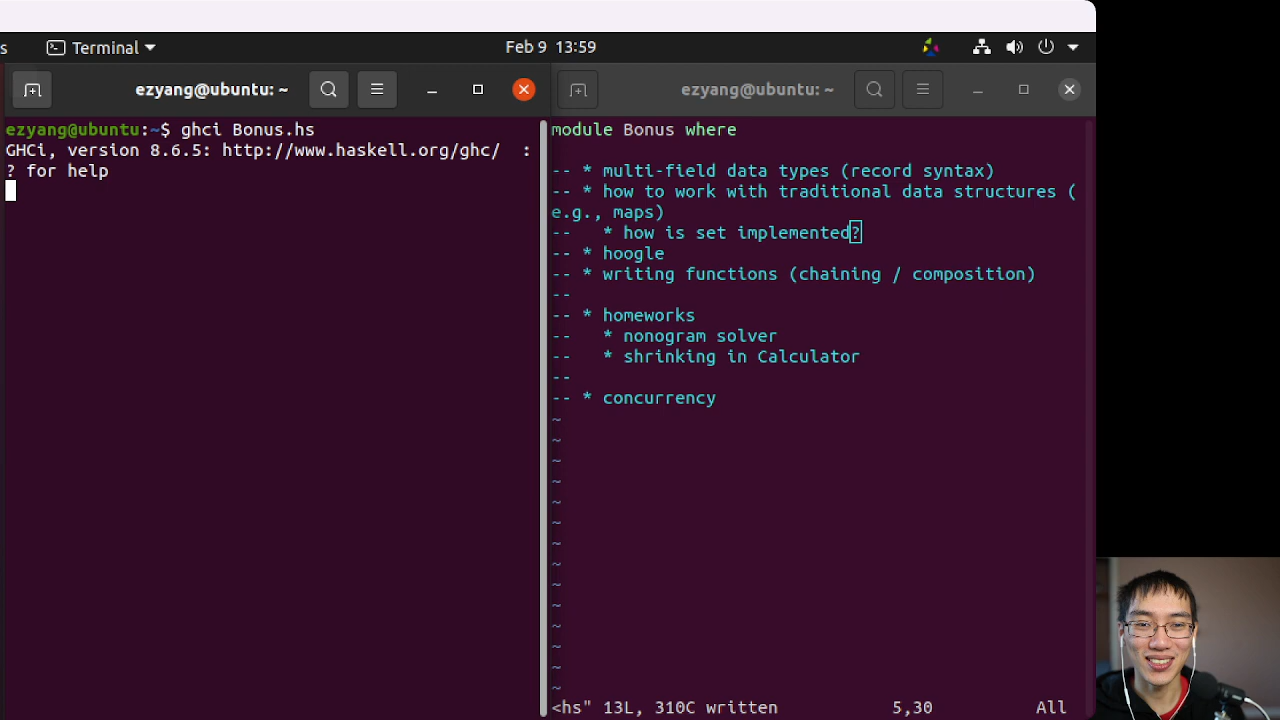 s Terminal Feb 9 13:59
ezyang@ubuntu: ~
ezyang@ubuntu:~$ ghci Bonus.hs
GHCi, version 8.6.5: http://www.haskell.org/ghc/ :
? for help
ezyang@ubuntu: ~
module Bonus where
-- * multi-field data types (record syntax)
-- * how to work with traditional data structures (
e.g., maps)
-- * how is set implemented?
-- * hoogle
-- * writing functions (chaining / composition)
--
-- * homeworks
-- * nonogram solver
-- * shrinking in Calculator
--
-- * concurrency
~
~
~
~
~
~
~
~
~
~
~
~
~
~
<hs" 13L, 310C written 5,30 All